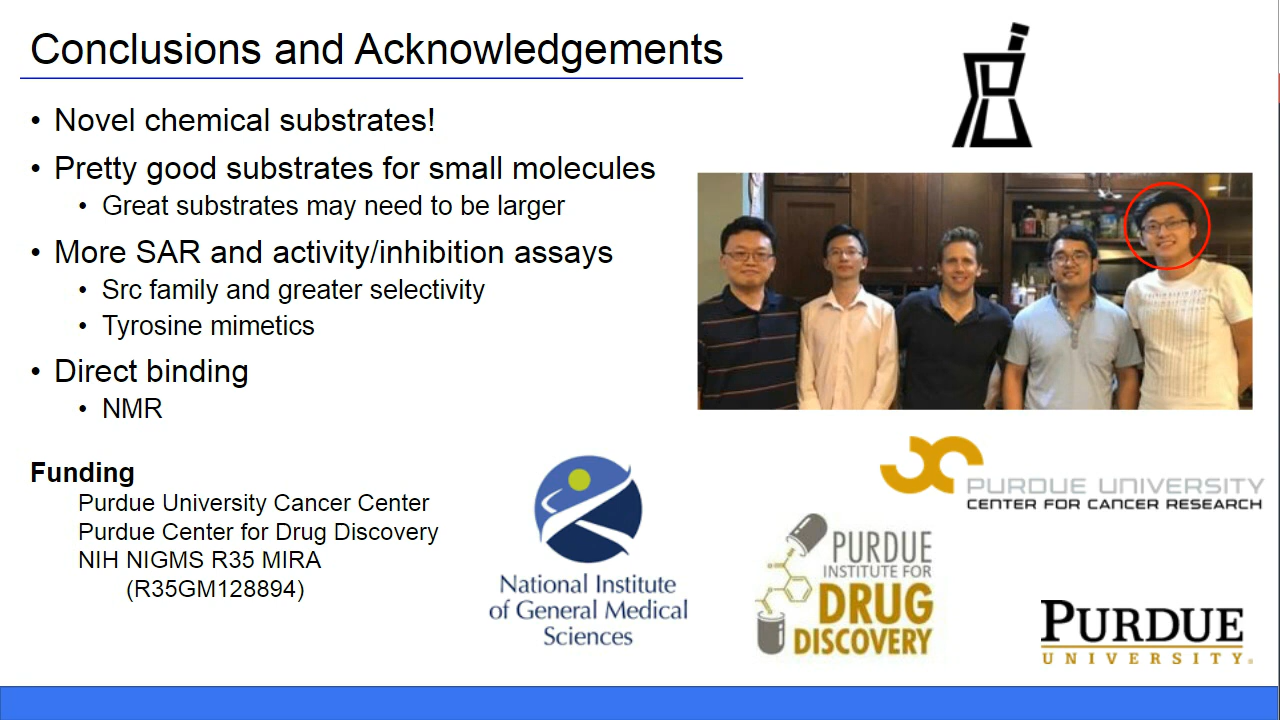 Conclusions and Acknowledgements
• Novel chemical substrates!
• Pretty good substrates for small molecules
• Great substrates may need to be larger
• More SAR and activity/inhibition assays
• Src family and greater selectivity
• Tyrosine mimetics
• Direct binding
• NMR
Funding
Purdue University Cancer Center
Purdue Center for Drug Discovery
NIH NIGMS R35 MIRA
(R35GM128894)
National Institute
of General Medical
Sciences
PURDUE UNIVERSITY
CENTER FOR CANCER RESEARCH
PURDUE
INSTITUTE FOR
DRUG
DISCOVERY
PURDUE
UNIVERSITY.